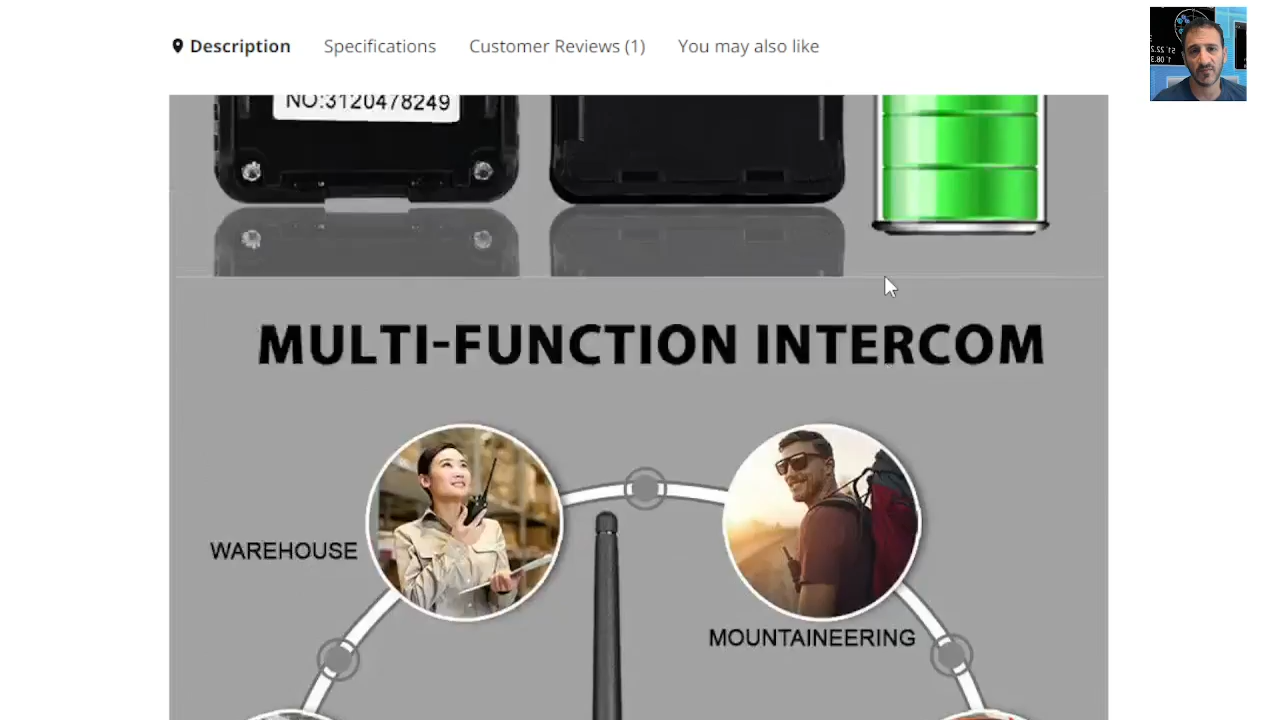 Description Specifications Customer Reviews (1) You may also like
NO:3120478249
MULTI-FUNCTION INTERCOM
WAREHOUSE
MOUNTAINEERING